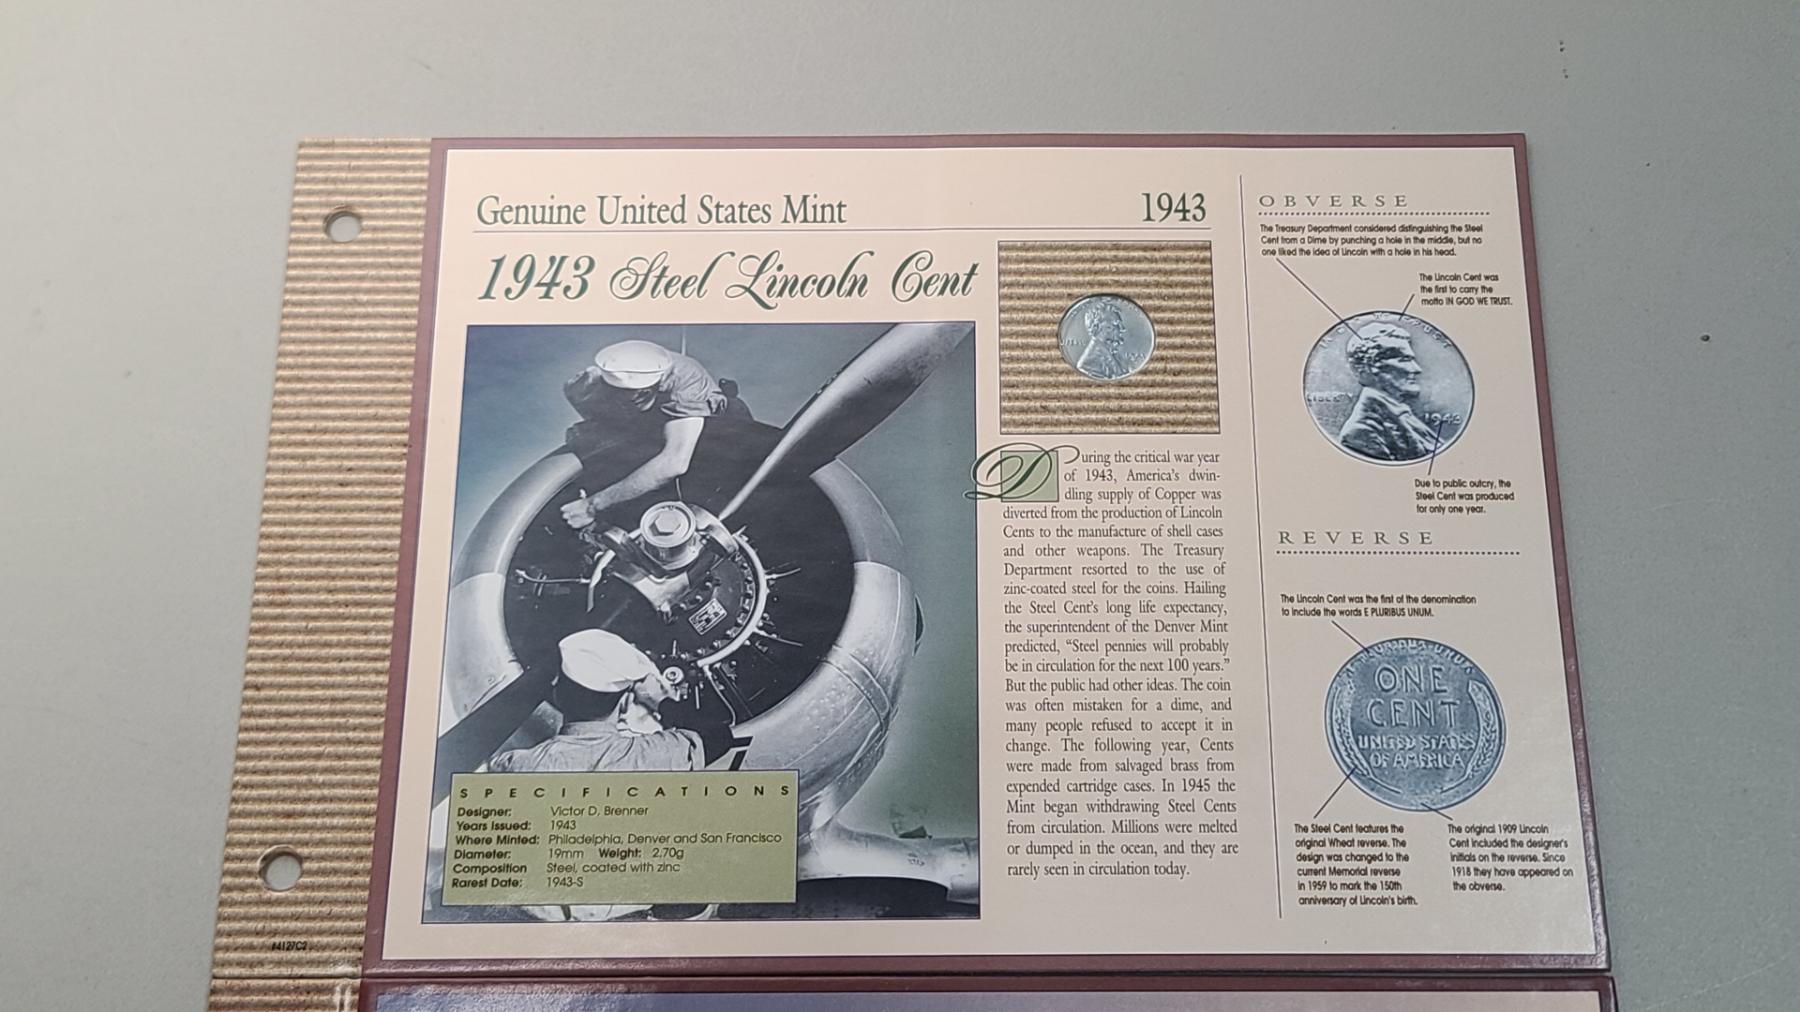 Genuine United States Mint 1943
1943 Steel Lincoln Cent
During the critical war year
of 1943, America's dwin-
dling supply of Copper was
diverted from the production of Lincoln
Cents to the manufacture of shell cases
and other weapons. The Treasury
Department resorted to the use of
zinc-coated steel for the coins. Hailing
the Steel Cent's long life expectancy,
the superintendent of the Denver Mint
predicted, “Steel pennies will probably
be in circulation for the next 100 years.”
But the public had other ideas. The coin
was often mistaken for a dime, and
many people refused to accept it in
change. The following year, Cents
were made from salvaged brass from
expended cartridge cases. In 1945 the
Mint began withdrawing Steel Cents
from circulation. Millions were melted
or dumped in the ocean, and they are
rarely seen in circulation today.
SPECIFICATIONS
Designer: Victor D. Brenner
Years Issued: 1943
Where Minted: Philadelphia, Denver and San Francisco
Diameter: 19mm Weight: 2.70g
Composition Steel, coated with zinc
Rarest Date: 1943-S
OBVERSE
The Treasury Department considered distinguishing the Steel
Cent from a Dime by punching a hole in the middle, but no
one liked the idea of Lincoln with a hole in his head.
The Lincoln Cent was
the first to carry the
motto IN GOD WE TRUST.
LIBERTY
1943
Due to public outcry, the
Steel Cent was produced
for only one year.
REVERSE
The Lincoln Cent was the first of the denomination
to include the words E PLURIBUS UNUM.
E PLURIBUS UNUM
ONE
CENT
UNITED STATES
OF AMERICA
The Steel Cent features the
original Wheat reverse. The
design was changed to the
current Memorial reverse
in 1959 to mark the 150th
anniversary of Lincoln's birth.
The original 1909 Lincoln
Cent included the designer's
initials on the reverse. Since
1918 they have appeared on
the obverse.
#4127C2